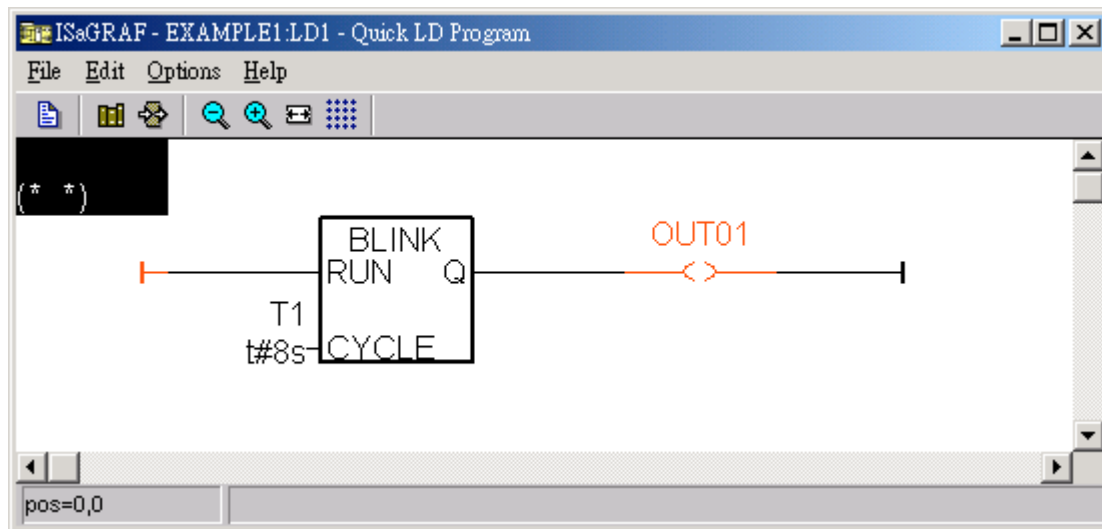 ISaGRAF - EXAMPLE1:LD1 - Quick LD Program
File Edit Options Help
(* *)
BLINK
OUT01
RUN Q
T1
t#8s CYCLE
pos=0,0